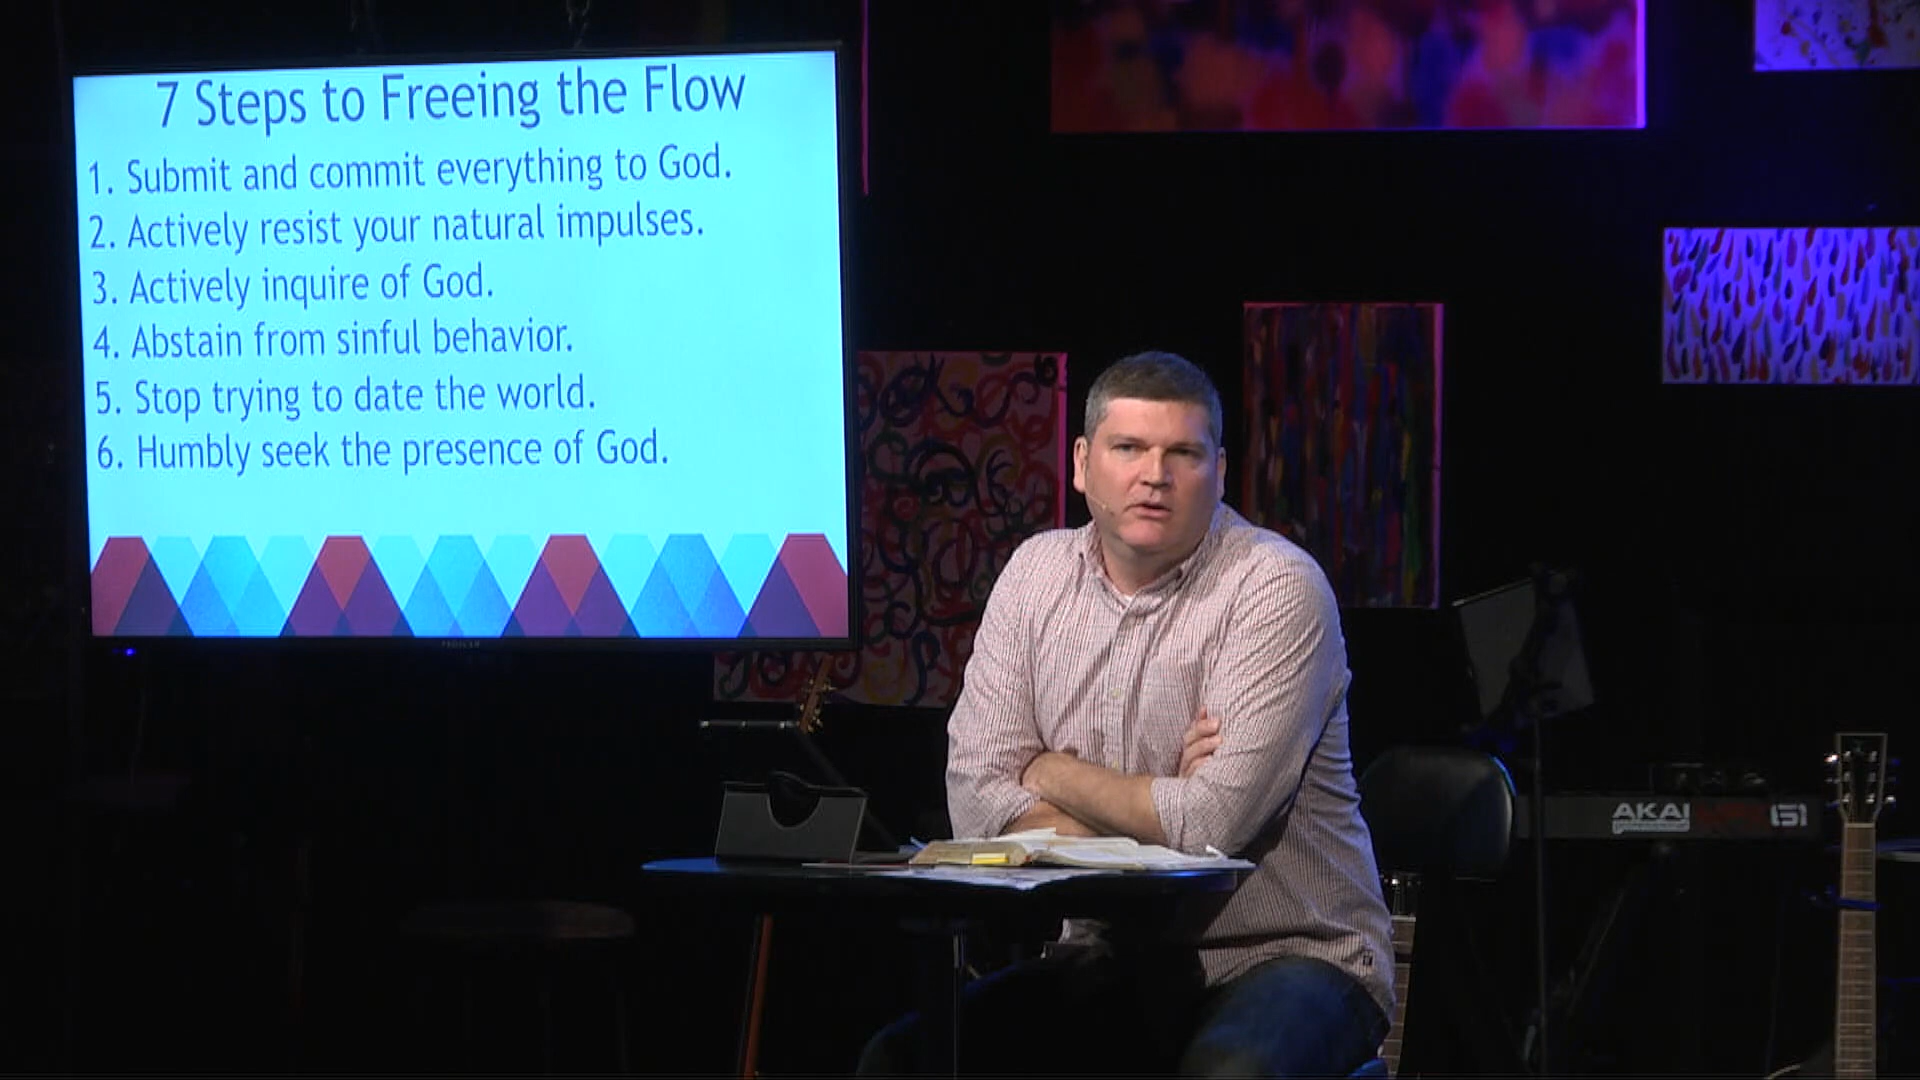 7 Steps to Freeing the Flow
1. Submit and commit everything to God.
2. Actively resist your natural impulses.
3. Actively inquire of God.
4. Abstain from sinful behavior.
5. Stop trying to date the world.
6. Humbly seek the presence of God.
AKAI
professional